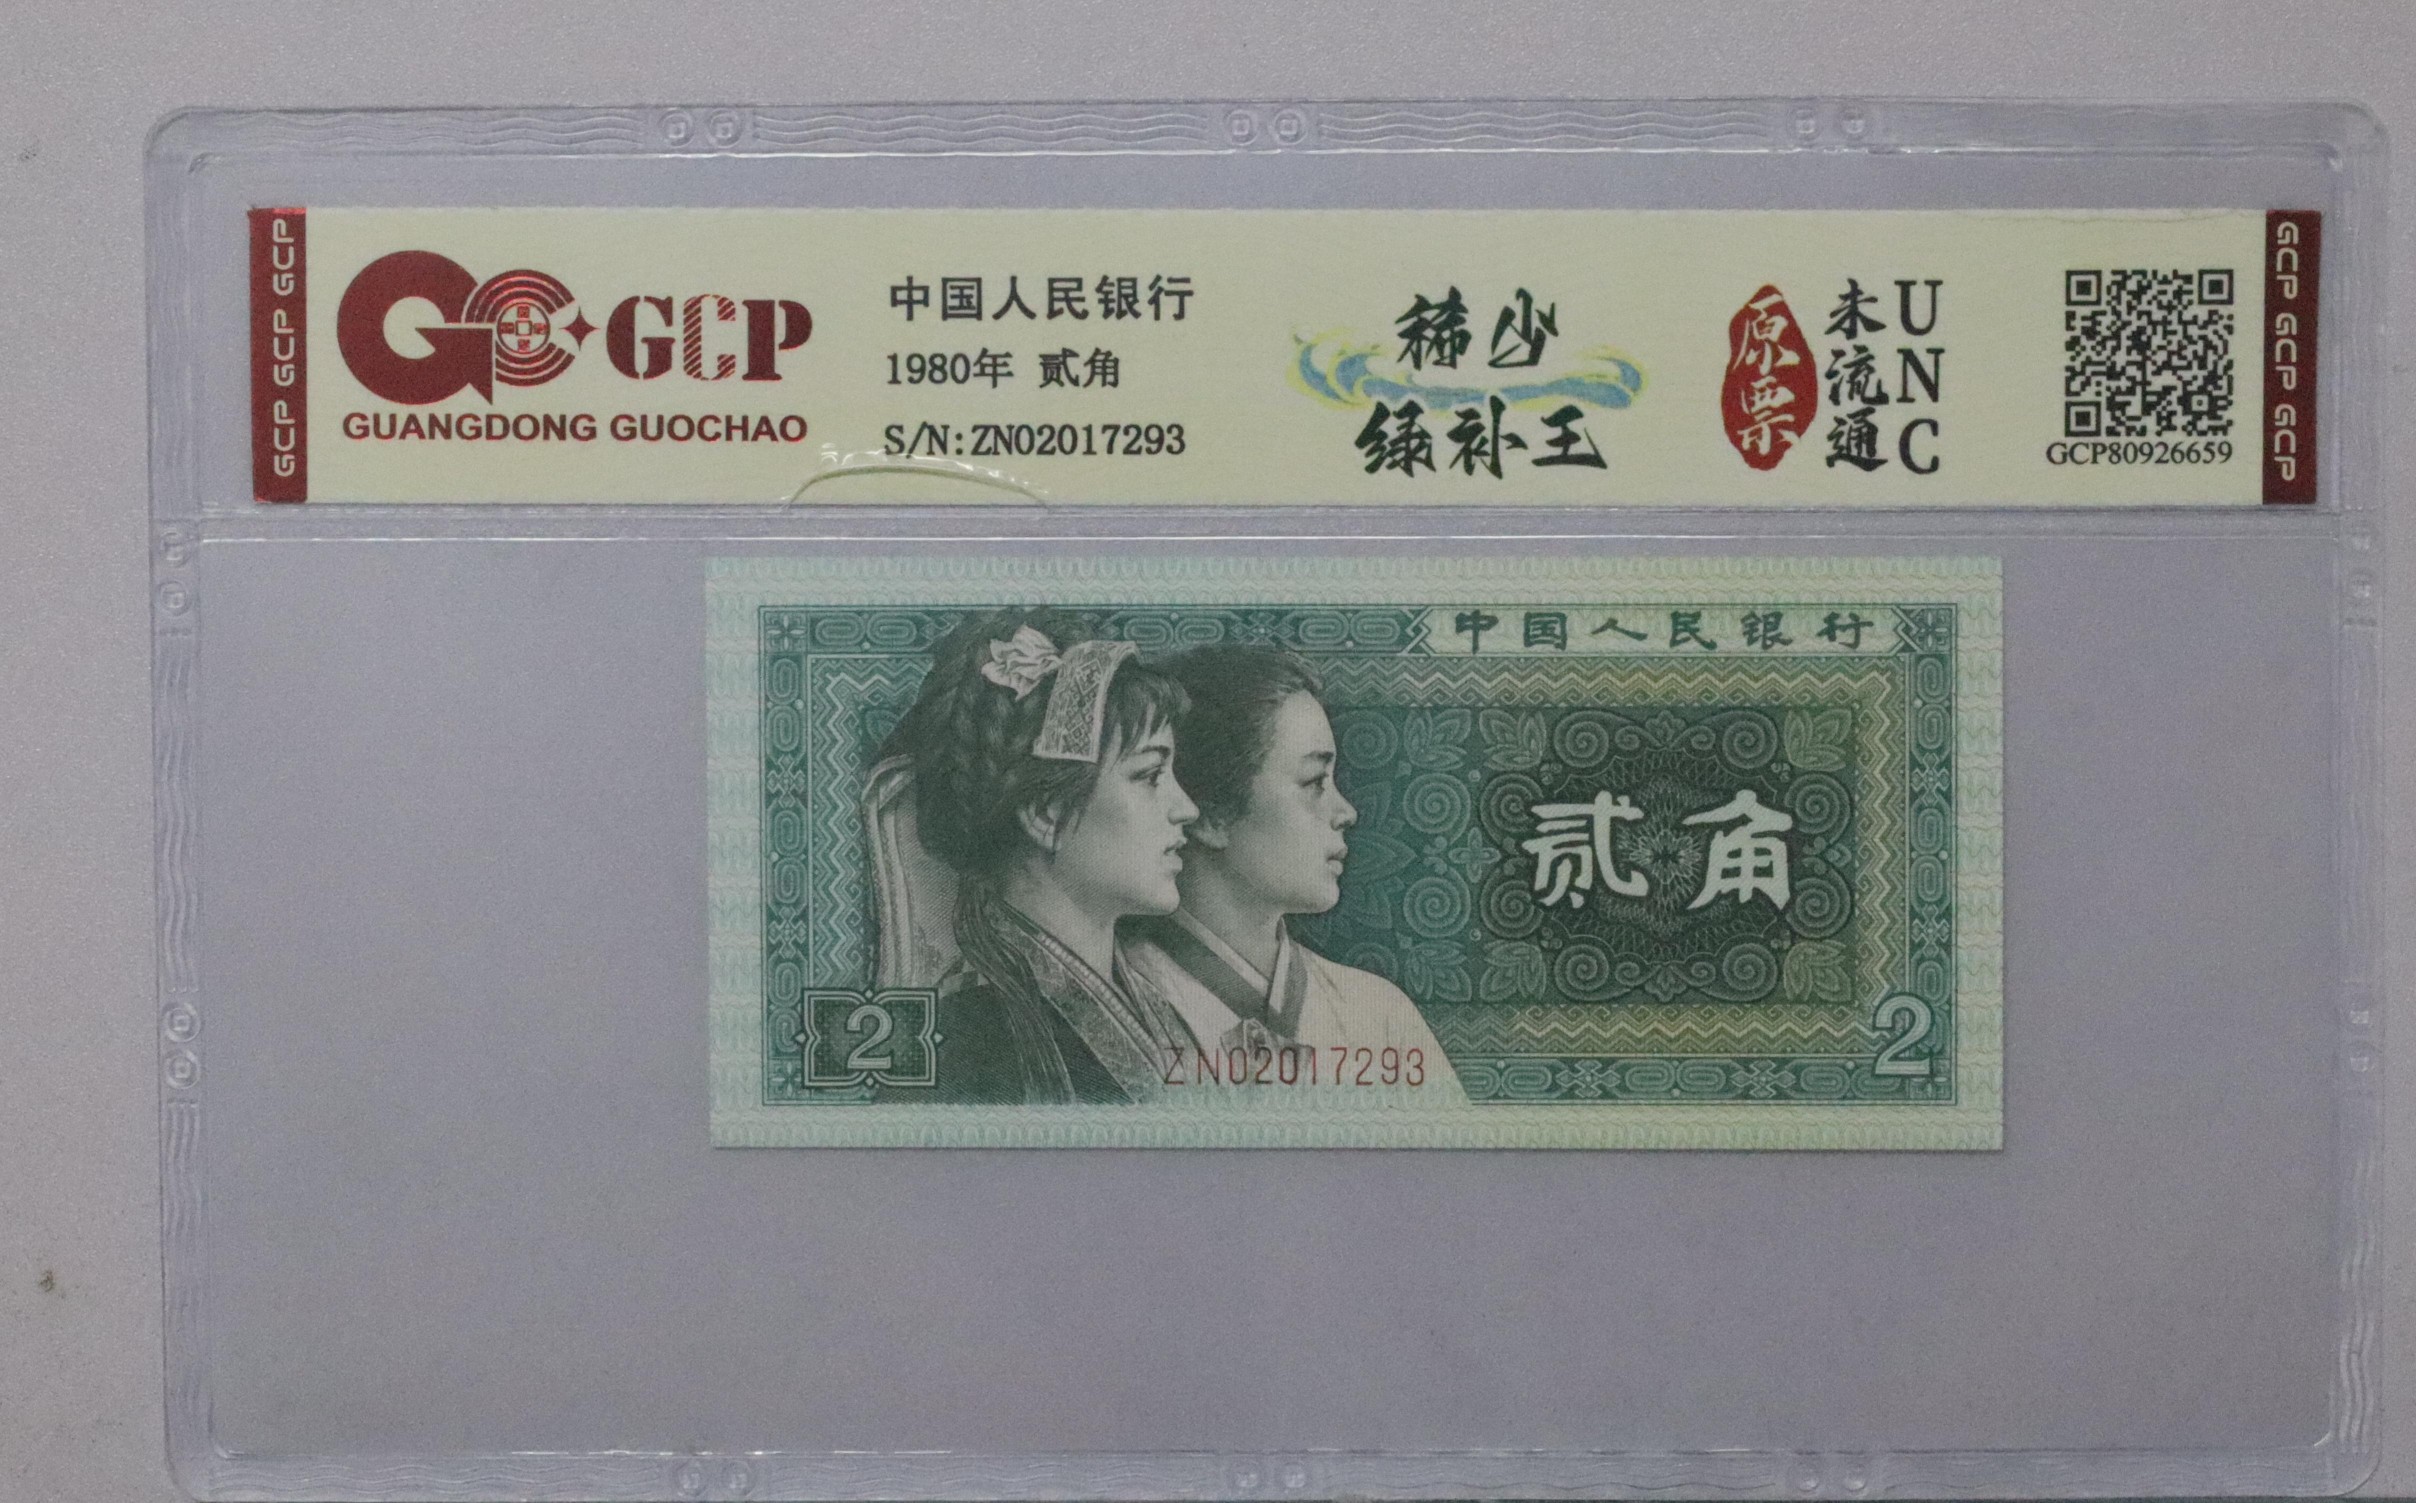 GCP GCP GCP
GCP
GUANGDONG GUOCHAO
中国人民银行
1980年 贰角
S/N:ZN02017293
稀少
绿补王
原票
未流通
UNC
GCP80926659
GCP GCP GCP
中国人民银行
贰角
2
ZN02017293
2